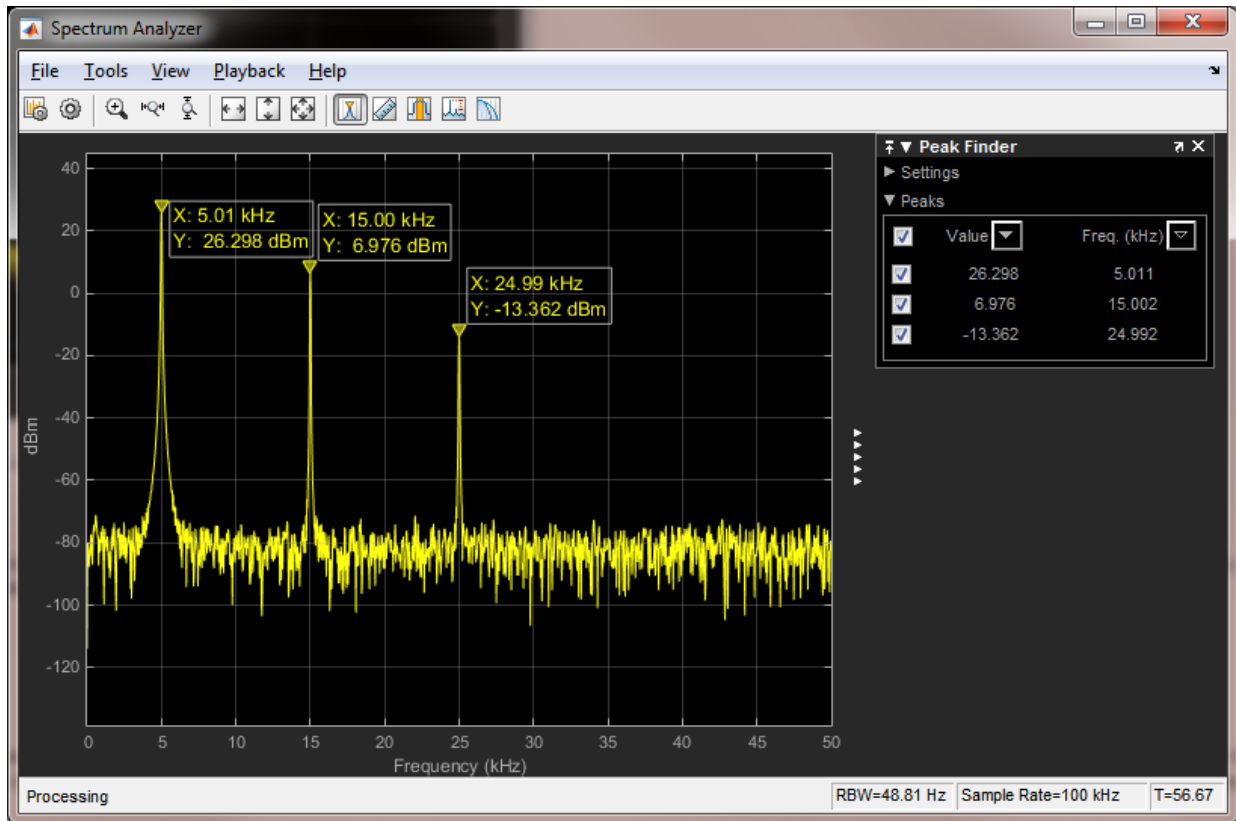 Spectrum Analyzer
File Tools View Playback Help
Peak Finder
Settings
Peaks
Value Freq. (kHz)
26.298 5.011
6.976 15.002
-13.362 24.992
X: 5.01 kHz
Y: 26.298 dBm
X: 15.00 kHz
Y: 6.976 dBm
X: 24.99 kHz
Y: -13.362 dBm
40
20
0
-20
-40
-60
-80
-100
-120
dBm
0 5 10 15 20 25 30 35 40 45 50
Frequency (kHz)
Processing RBW=48.81 Hz Sample Rate=100 kHz T=56.67